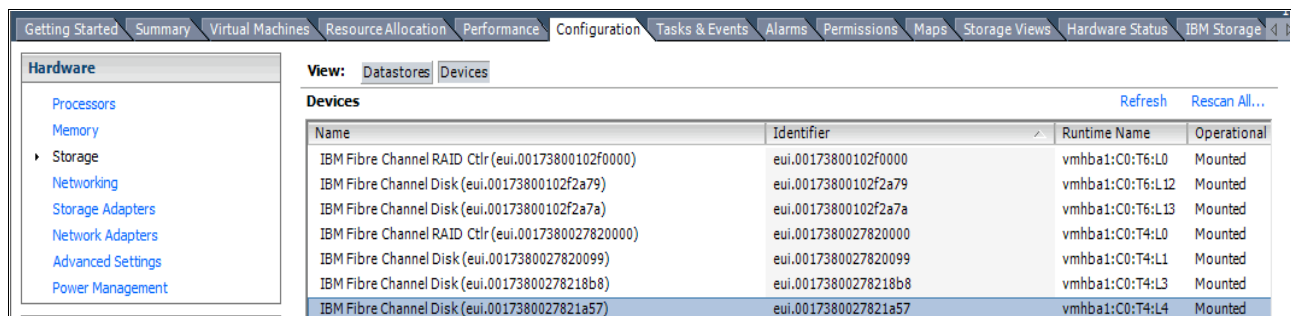 Getting Started Summary Virtual Machines Resource Allocation Performance Configuration Tasks & Events Alarms Permissions Maps Storage Views Hardware Status IBM Storage
Hardware
Processors
Memory
Storage
Networking
Storage Adapters
Network Adapters
Advanced Settings
Power Management
View: Datastores Devices
Devices Refresh Rescan All...
Name Identifier Runtime Name Operational
IBM Fibre Channel RAID Ctlr (eui.00173800102f0000) eui.00173800102f0000 vmhba1:C0:T6:L0 Mounted
IBM Fibre Channel Disk (eui.00173800102f2a79) eui.00173800102f2a79 vmhba1:C0:T6:L12 Mounted
IBM Fibre Channel Disk (eui.00173800102f2a7a) eui.00173800102f2a7a vmhba1:C0:T6:L13 Mounted
IBM Fibre Channel RAID Ctlr (eui.0017380027820000) eui.0017380027820000 vmhba1:C0:T4:L0 Mounted
IBM Fibre Channel Disk (eui.0017380027820099) eui.0017380027820099 vmhba1:C0:T4:L1 Mounted
IBM Fibre Channel Disk (eui.00173800278218b8) eui.00173800278218b8 vmhba1:C0:T4:L3 Mounted
IBM Fibre Channel Disk (eui.0017380027821a57) eui.0017380027821a57 vmhba1:C0:T4:L4 Mounted